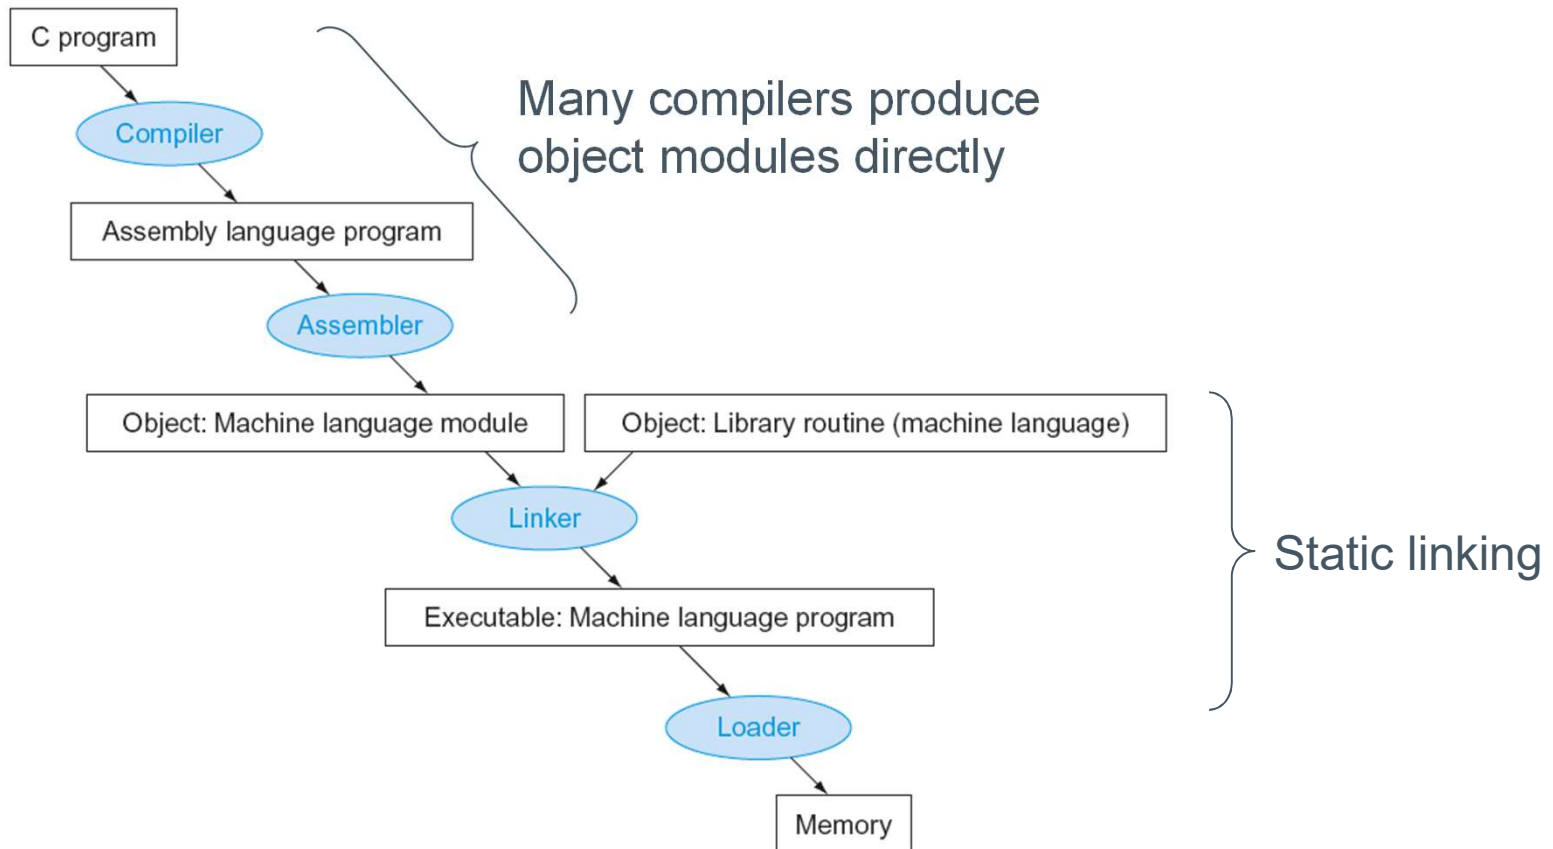 C program
Many compilers produce
object modules directly
Compiler
Assembly language program
Assembler
Object: Machine language module
Object: Library routine (machine language)
Linker
Static linking
Executable: Machine language program
Loader
Memory